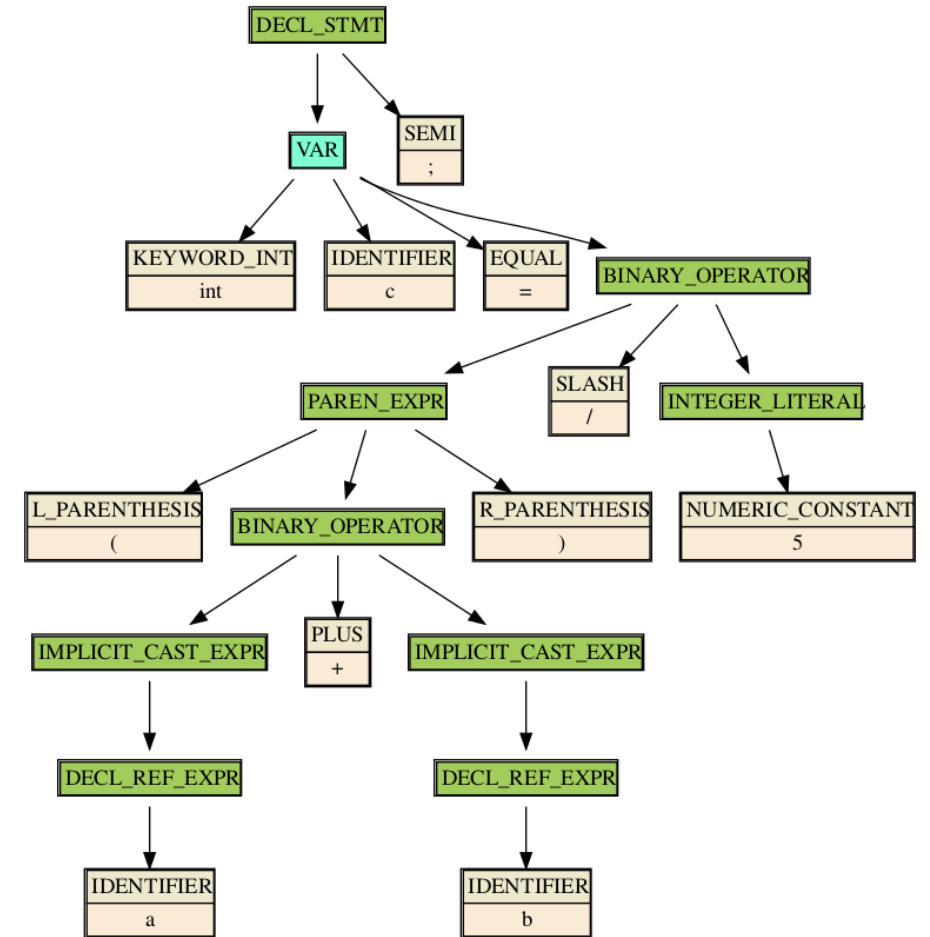 DECL_STMT
VAR
SEMI
;
KEYWORD_INT
int
IDENTIFIER
c
EQUAL
=
BINARY_OPERATOR
PAREN_EXPR
SLASH
/
INTEGER_LITERAL
L_PARENTHESIS
(
BINARY_OPERATOR
R_PARENTHESIS
)
NUMERIC_CONSTANT
5
IMPLICIT_CAST_EXPR
PLUS
+
IMPLICIT_CAST_EXPR
DECL_REF_EXPR
DECL_REF_EXPR
IDENTIFIER
a
IDENTIFIER
b